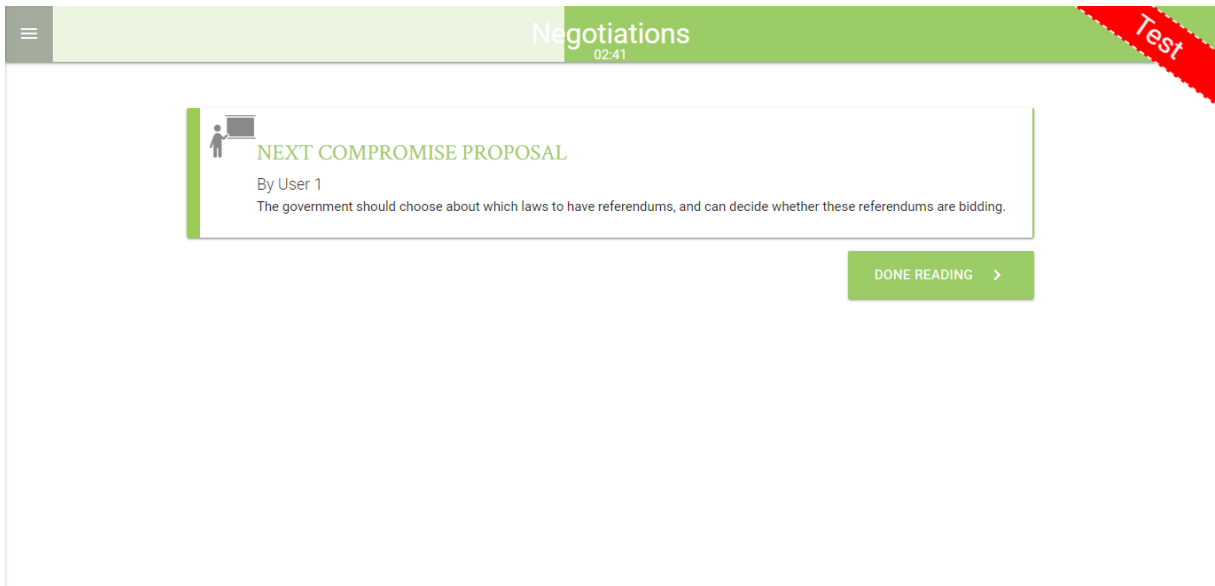 Negotiations
02:41
Test
NEXT COMPROMISE PROPOSAL
By User 1
The government should choose about which laws to have referendums, and can decide whether these referendums are bidding.
DONE READING